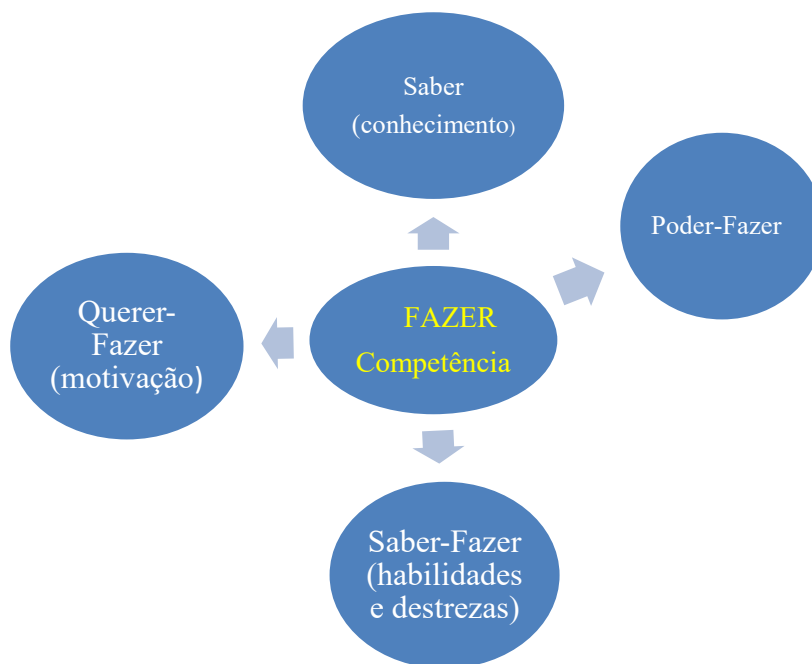 Saber
(conhecimento)
Poder-Fazer
FAZER
Competência
Querer-
Fazer
(motivação)
Saber-Fazer
(habilidades
e destrezas)